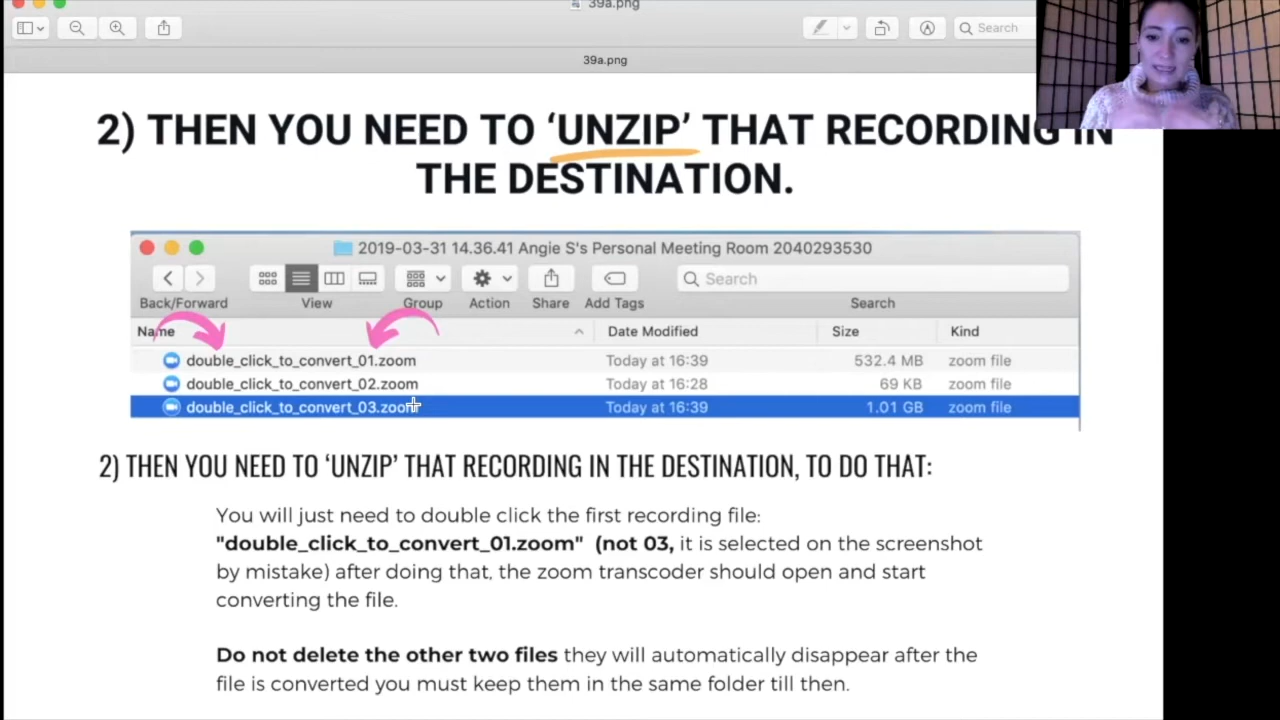 39a.png
Search
39a.png
2) THEN YOU NEED TO ‘UNZIP’ THAT RECORDING IN
THE DESTINATION.
2019-03-31 14.36.41 Angie S's Personal Meeting Room 2040293530
Search
Back/Forward View Group Action Share Add Tags Search
Name Date Modified Size Kind
double_click_to_convert_01.zoom Today at 16:39 532.4 MB zoom file
double_click_to_convert_02.zoom Today at 16:28 69 KB zoom file
double_click_to_convert_03.zoom Today at 16:39 1.01 GB zoom file
2) THEN YOU NEED TO ‘UNZIP’ THAT RECORDING IN THE DESTINATION, TO DO THAT:
You will just need to double click the first recording file:
"double_click_to_convert_01.zoom" (not 03, it is selected on the screenshot
by mistake) after doing that, the zoom transcoder should open and start
converting the file.
Do not delete the other two files they will automatically disappear after the
file is converted you must keep them in the same folder till then.